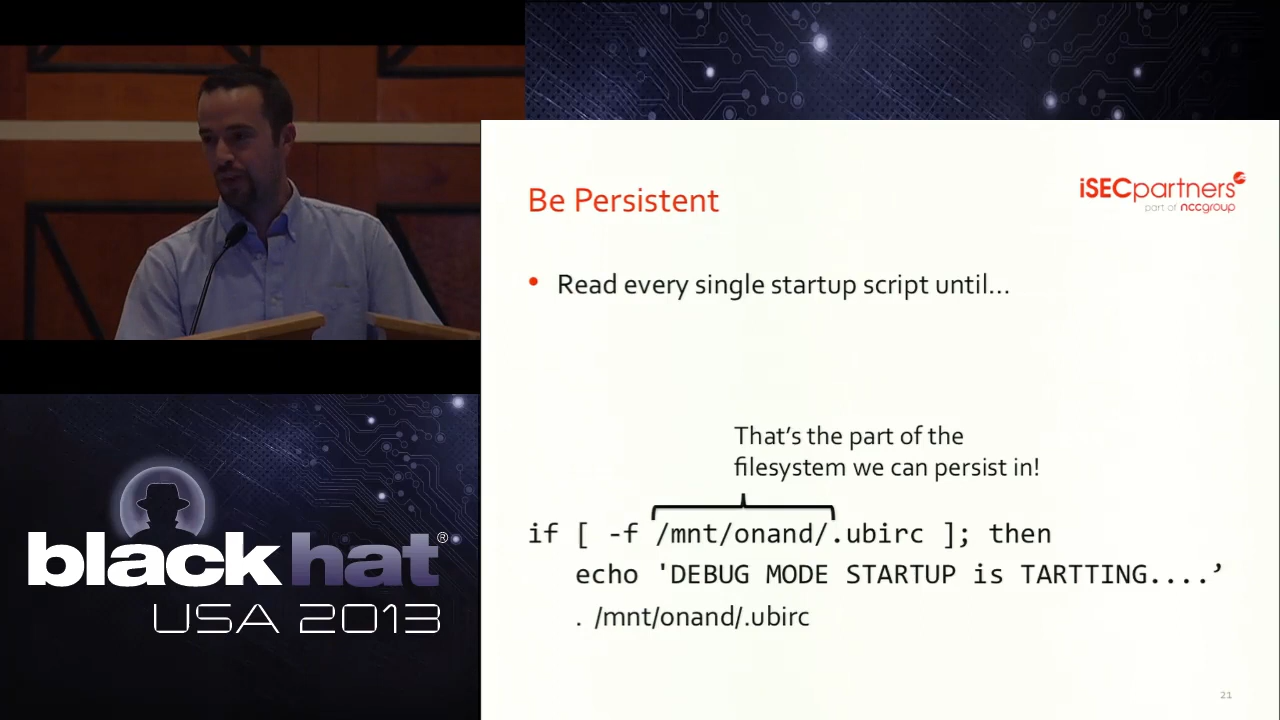 Be Persistent
iSECpartners
part of nccgroup
• Read every single startup script until...
That's the part of the
filesystem we can persist in!
if [ -f /mnt/onand/.ubirc ]; then
echo 'DEBUG MODE STARTUP is TARTTING....’
. /mnt/onand/.ubirc
21
black hat®
USA 2013